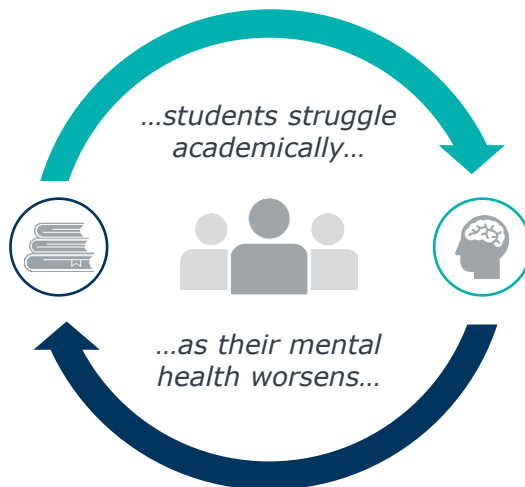 …students struggle
academically…
…as their mental
health worsens…